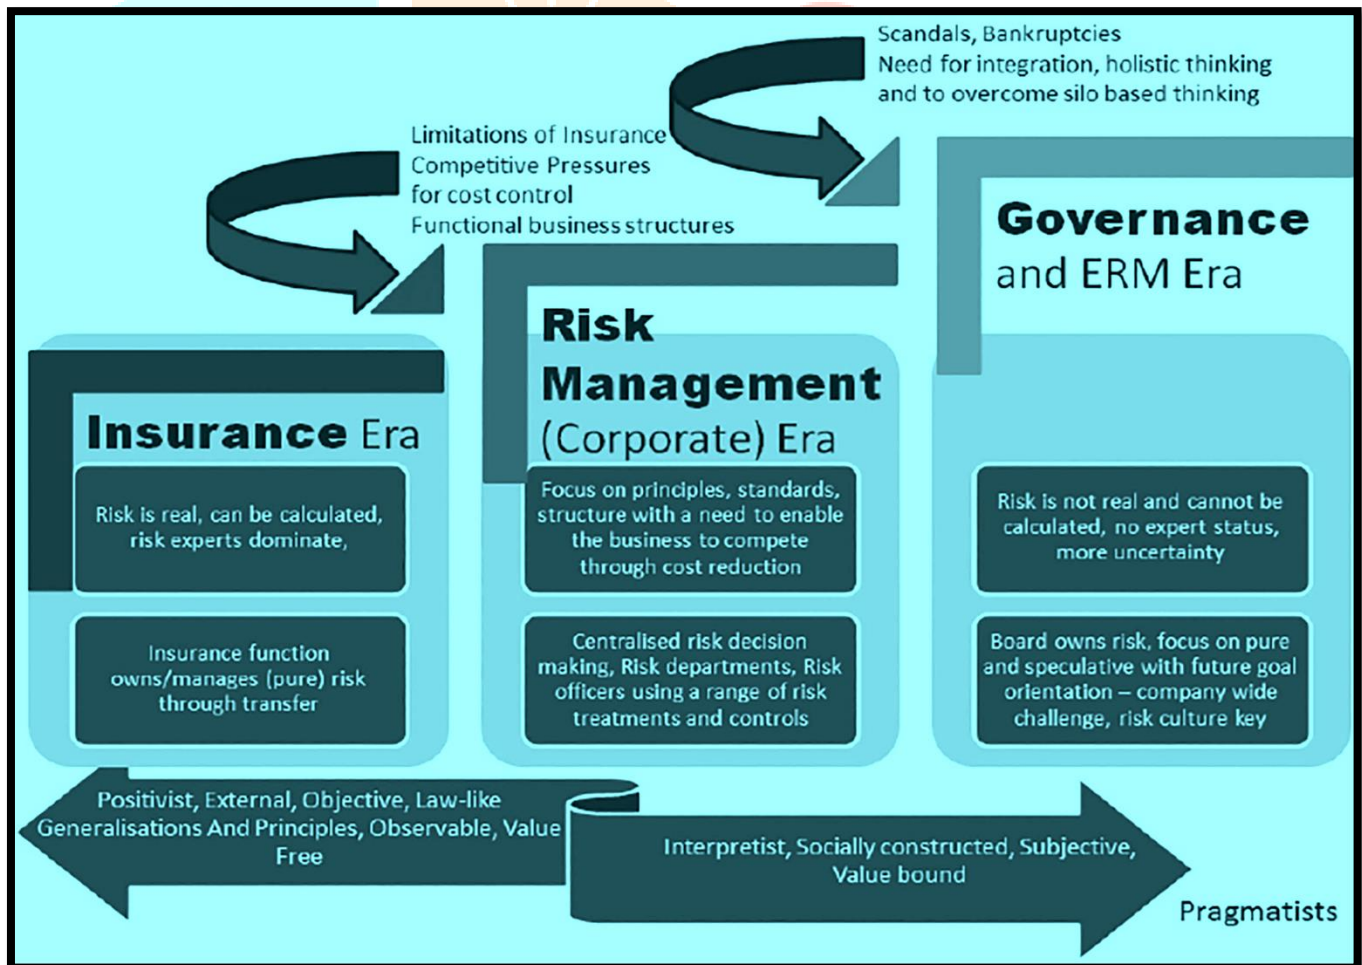 Scandals, Bankruptcies
Need for integration, holistic thinking
and to overcome silo based thinking
Limitations of Insurance
Competitive Pressures
for cost control
Functional business structures
Governance
and ERM Era
Risk
Management
(Corporate) Era
Insurance Era
Risk is real, can be calculated,
risk experts dominate,
Insurance function
owns/manages (pure) risk
through transfer
Focus on principles, standards,
structure with a need to enable
the business to compete
through cost reduction
Centralised risk decision
making, Risk departments, Risk
officers using a range of risk
treatments and controls
Risk is not real and cannot be
calculated, no expert status,
more uncertainty
Board owns risk, focus on pure
and speculative with future goal
orientation – company wide
challenge, risk culture key
Positivist, External, Objective, Law-like
Generalisations And Principles, Observable, Value
Free
Interpretist, Socially constructed, Subjective,
Value bound
Pragmatists